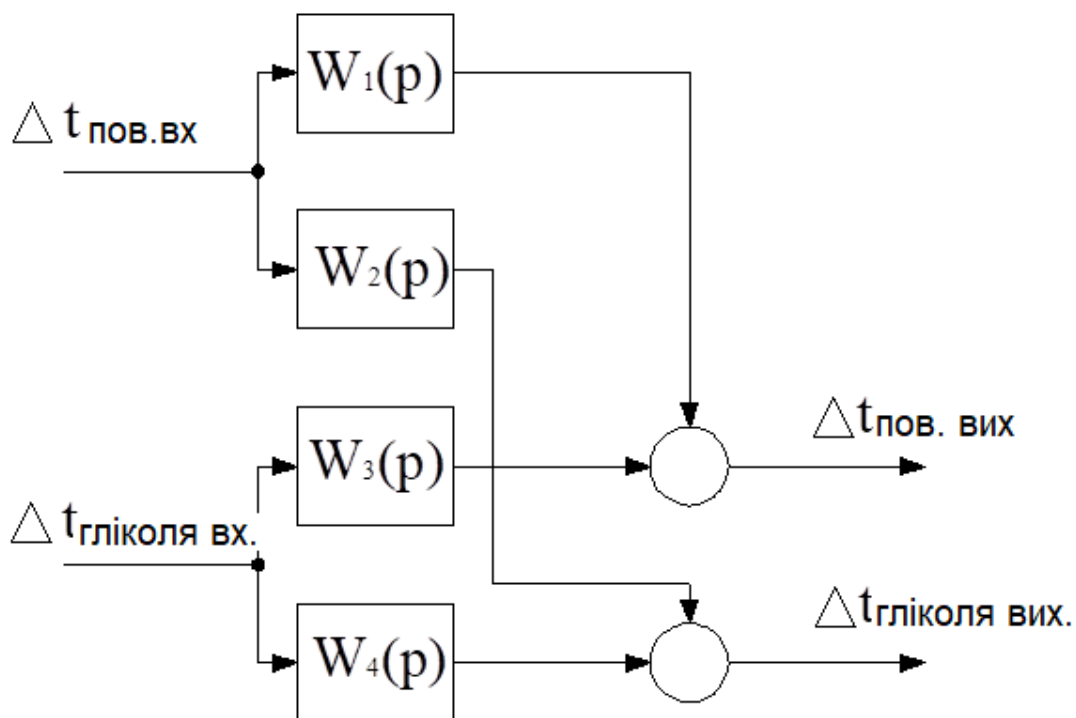 W₁(p)
△ t пов.вх
W₂(p)
W₃(p)
△ t пов. вих
△ t гліколя вх.
W₄(p)
△ t гліколя вих.